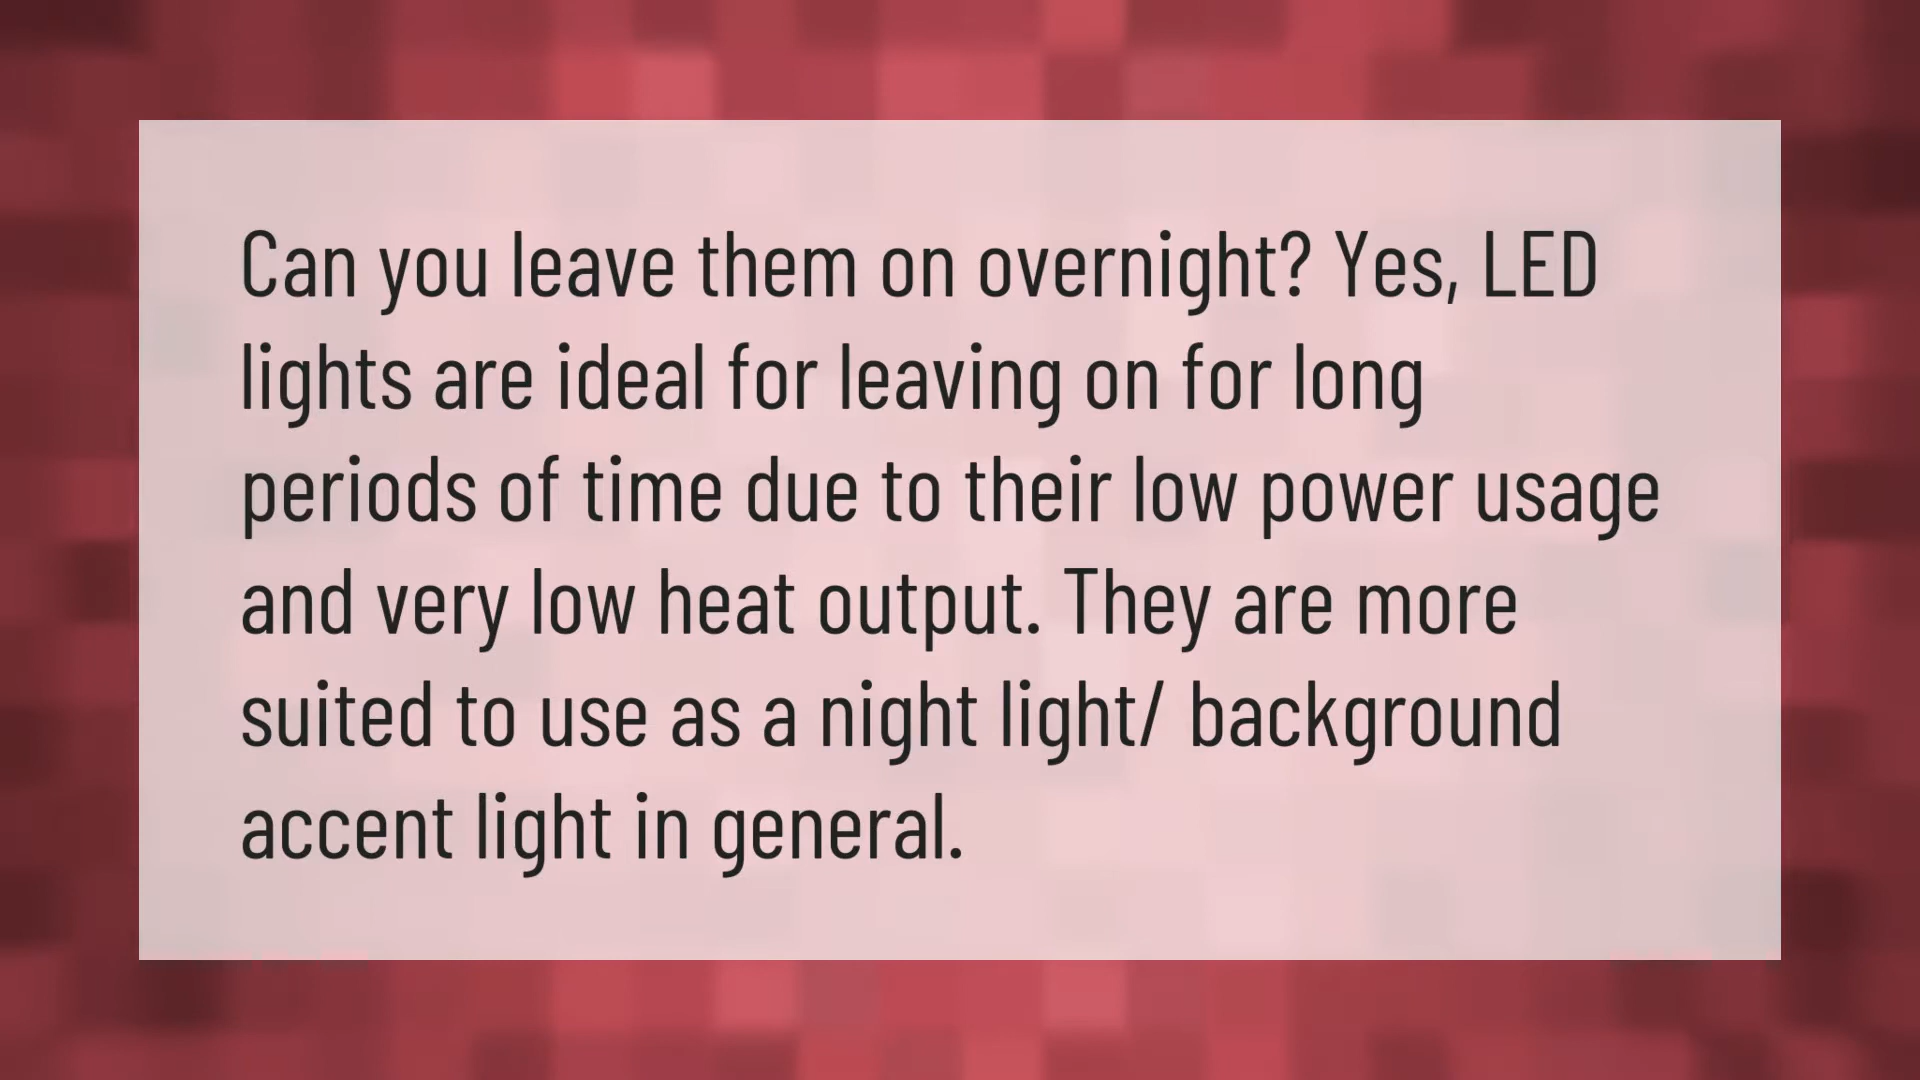 Can you leave them on overnight? Yes, LED
lights are ideal for leaving on for long
periods of time due to their low power usage
and very low heat output. They are more
suited to use as a night light/ background
accent light in general.